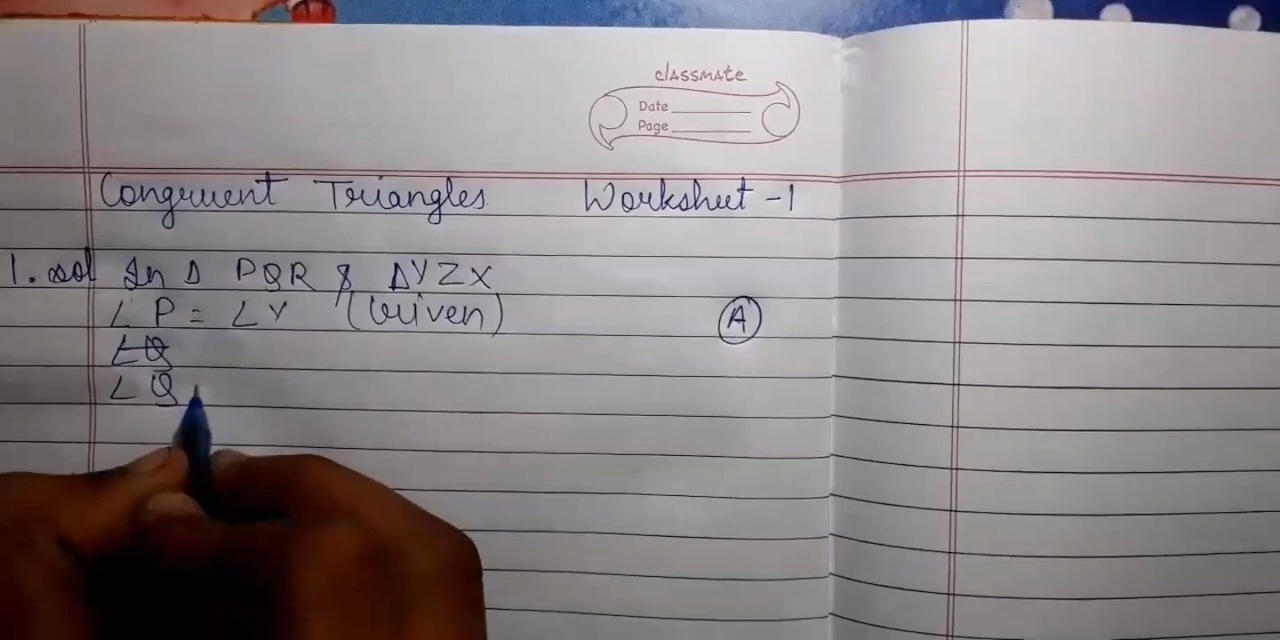 classmate
Date
Page
Congruent Triangles Worksheet -1
1. sol In Δ PQR & ΔYZX
∠P = ∠Y (Given) A
∠Q
∠Q